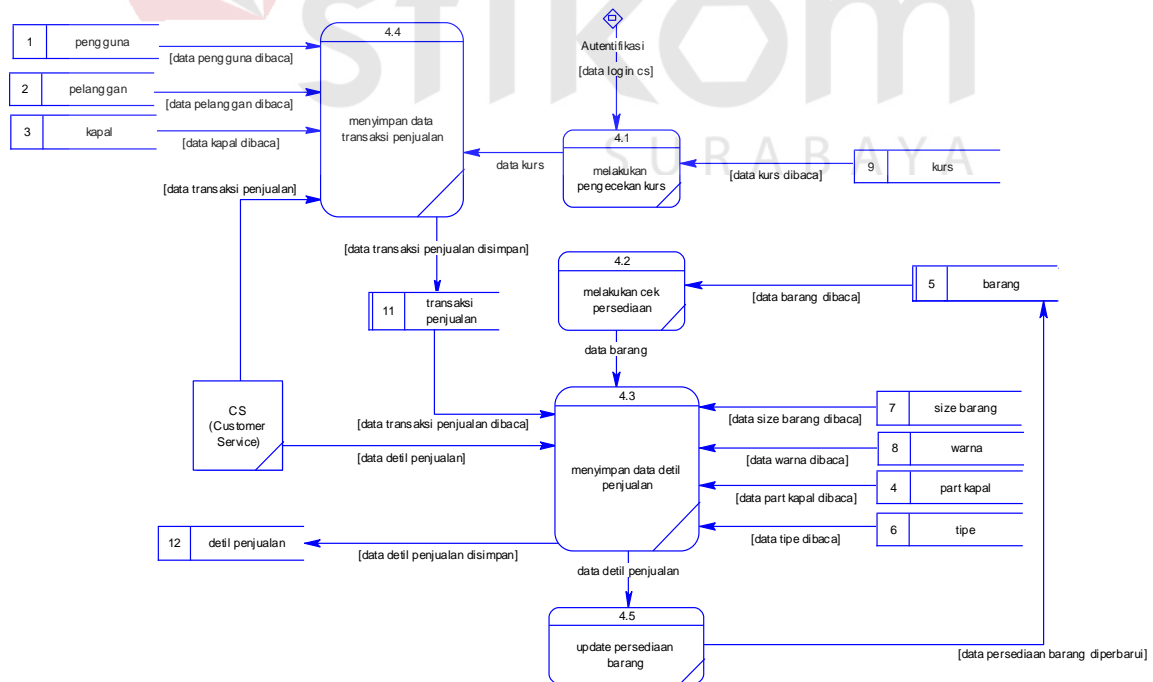 stikom
SURABAYA
1 pengguna
[data pengguna dibaca]
2 pelanggan
[data pelanggan dibaca]
3 kapal
[data kapal dibaca]
[data transaksi penjualan]
4.4
menyimpan data
transaksi penjualan
Autentifikasi
[data login cs]
4.1
melakukan
pengecekan kurs
data kurs
[data kurs dibaca]
9 kurs
[data transaksi penjualan disimpan]
11 transaksi
penjualan
4.2
melakukan cek
persediaan
[data barang dibaca]
5 barang
data barang
CS
(Customer
Service)
[data transaksi penjualan dibaca]
[data detil penjualan]
4.3
menyimpan data detil
penjualan
[data size barang dibaca]
7 size barang
[data warna dibaca]
8 warna
[data part kapal dibaca]
4 part kapal
[data tipe dibaca]
6 tipe
12 detil penjualan
[data detil penjualan disimpan]
data detil penjualan
4.5
update persediaan
barang
[data persediaan barang diperbarui]